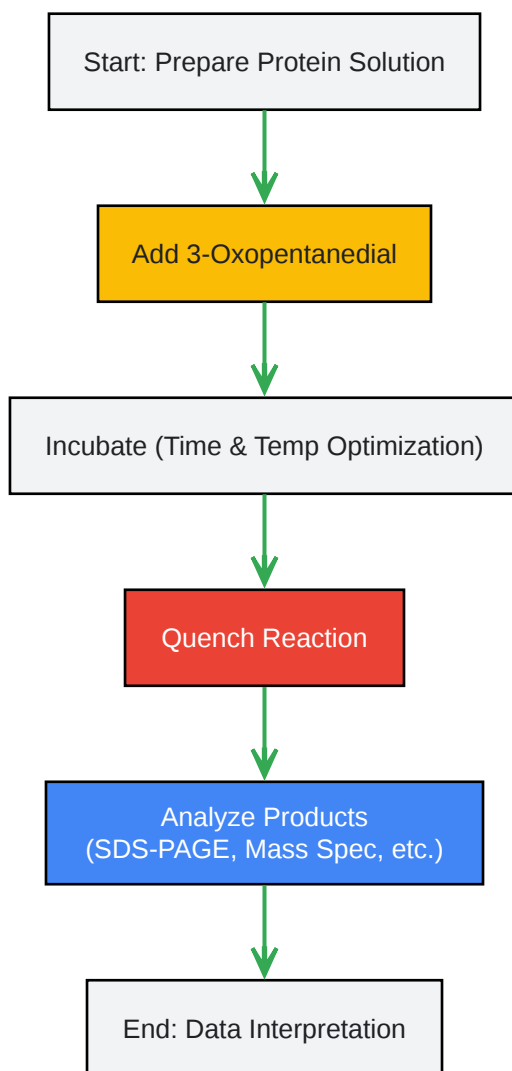 Start: Prepare Protein Solution
Add 3-Oxopentanedial
Incubate (Time & Temp Optimization)
Quench Reaction
Analyze Products
(SDS-PAGE, Mass Spec, etc.)
End: Data Interpretation